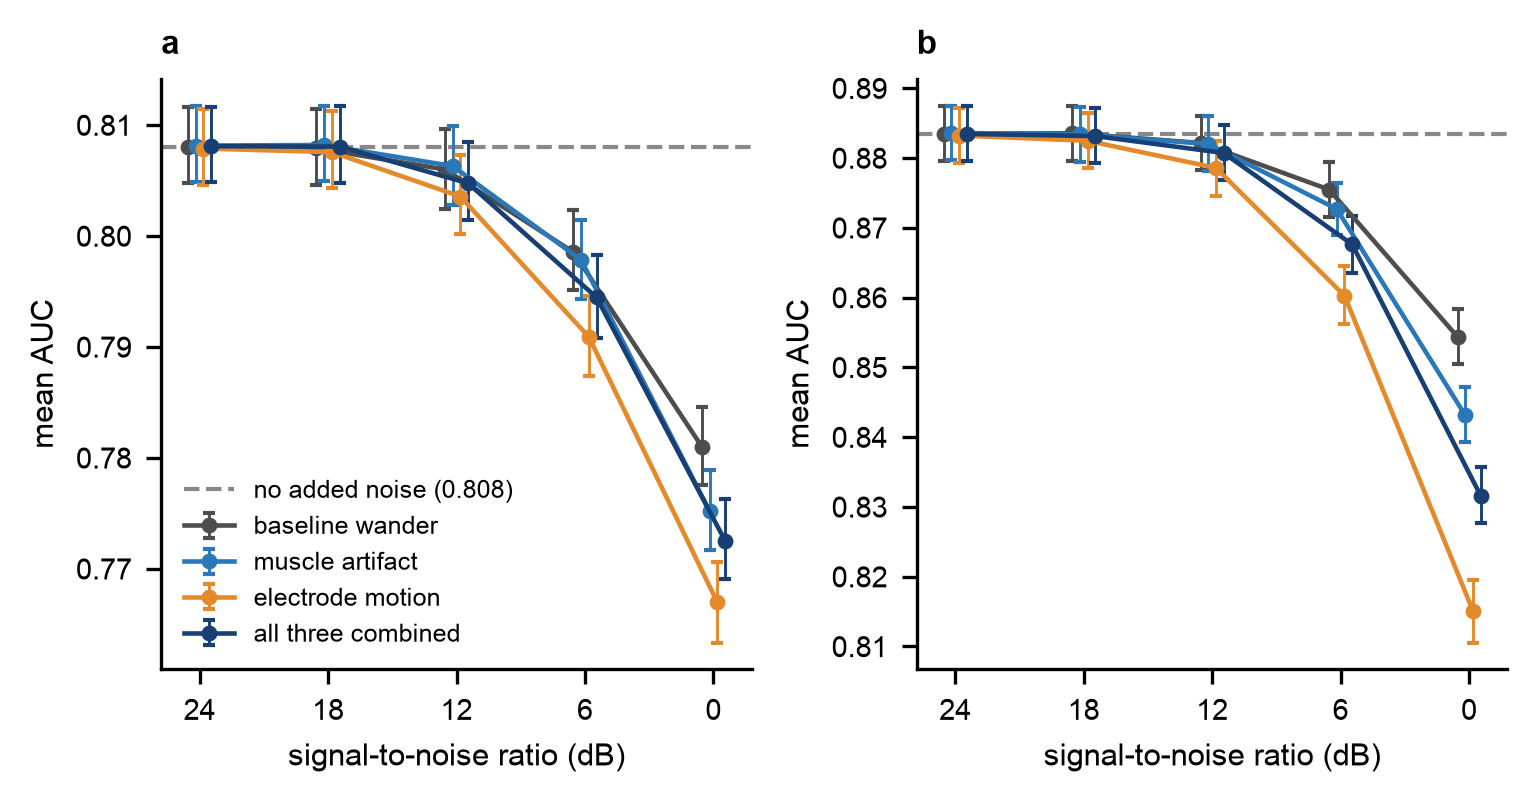 a
0.81
0.80
0.79
0.78
0.77
mean AUC
no added noise (0.808)
baseline wander
muscle artifact
electrode motion
all three combined
24 18 12 6 0
signal-to-noise ratio (dB)
b
0.89
0.88
0.87
0.86
0.85
0.84
0.83
0.82
0.81
mean AUC
24 18 12 6 0
signal-to-noise ratio (dB)